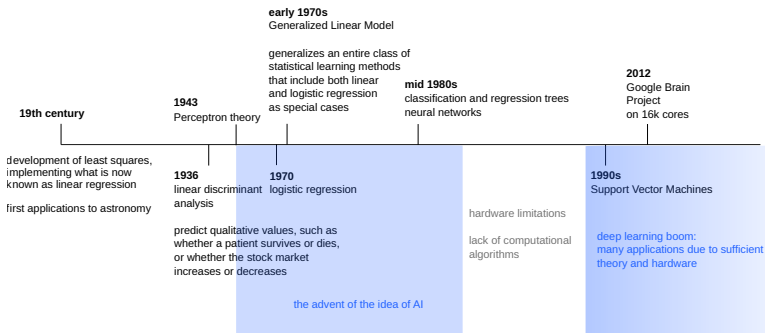 early 1970s
Generalized Linear Model
generalizes an entire class of
statistical learning methods
that include both linear
and logistic regression
as special cases
mid 1980s
classification and regression trees
neural networks
2012
Google Brain
Project
on 16k cores
19th century
1943
Perceptron theory
development of least squares,
implementing what is now
known as linear regression
first applications to astronomy
1936
linear discriminant
analysis
predict qualitative values, such as
whether a patient survives or dies,
or whether the stock market
increases or decreases
1970
logistic regression
the advent of the idea of AI
hardware limitations
lack of computational
algorithms
1990s
Support Vector Machines
deep learning boom:
many applications due to sufficient
theory and hardware